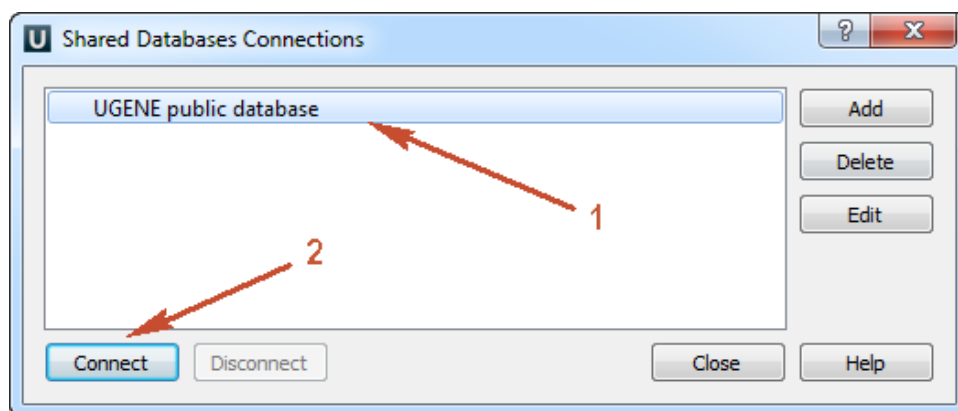 U Shared Databases Connections
?
UGENE public database
Add
Delete
Edit
1
2
Connect
Disconnect
Close
Help